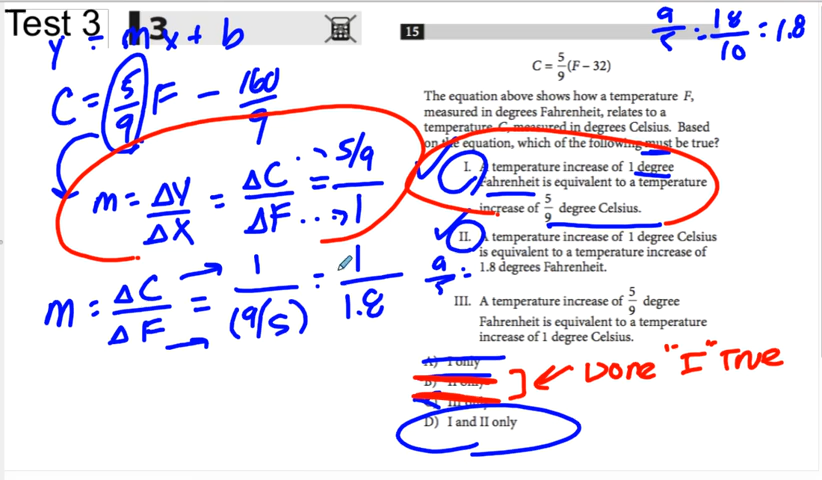 Test 3
3
y = mx + b
C = 5/9 F - 160/9
m = ΔY/ΔX = ΔC/ΔF = 5/9 / 1
m = ΔC/ΔF = 1/(9/5) = 1/1.8
9/5 = 18/10 = 1.8
15
C = 5/9 (F − 32)
The equation above shows how a temperature F,
measured in degrees Fahrenheit, relates to a
temperature C, measured in degrees Celsius. Based
on the equation, which of the following must be true?
I. A temperature increase of 1 degree
Fahrenheit is equivalent to a temperature
increase of 5/9 degree Celsius.
II. A temperature increase of 1 degree Celsius
is equivalent to a temperature increase of
1.8 degrees Fahrenheit.
9/5 =
III. A temperature increase of 5/9 degree
Fahrenheit is equivalent to a temperature
increase of 1 degree Celsius.
A) I only
B) II only
C) III only
D) I and II only
"I" True